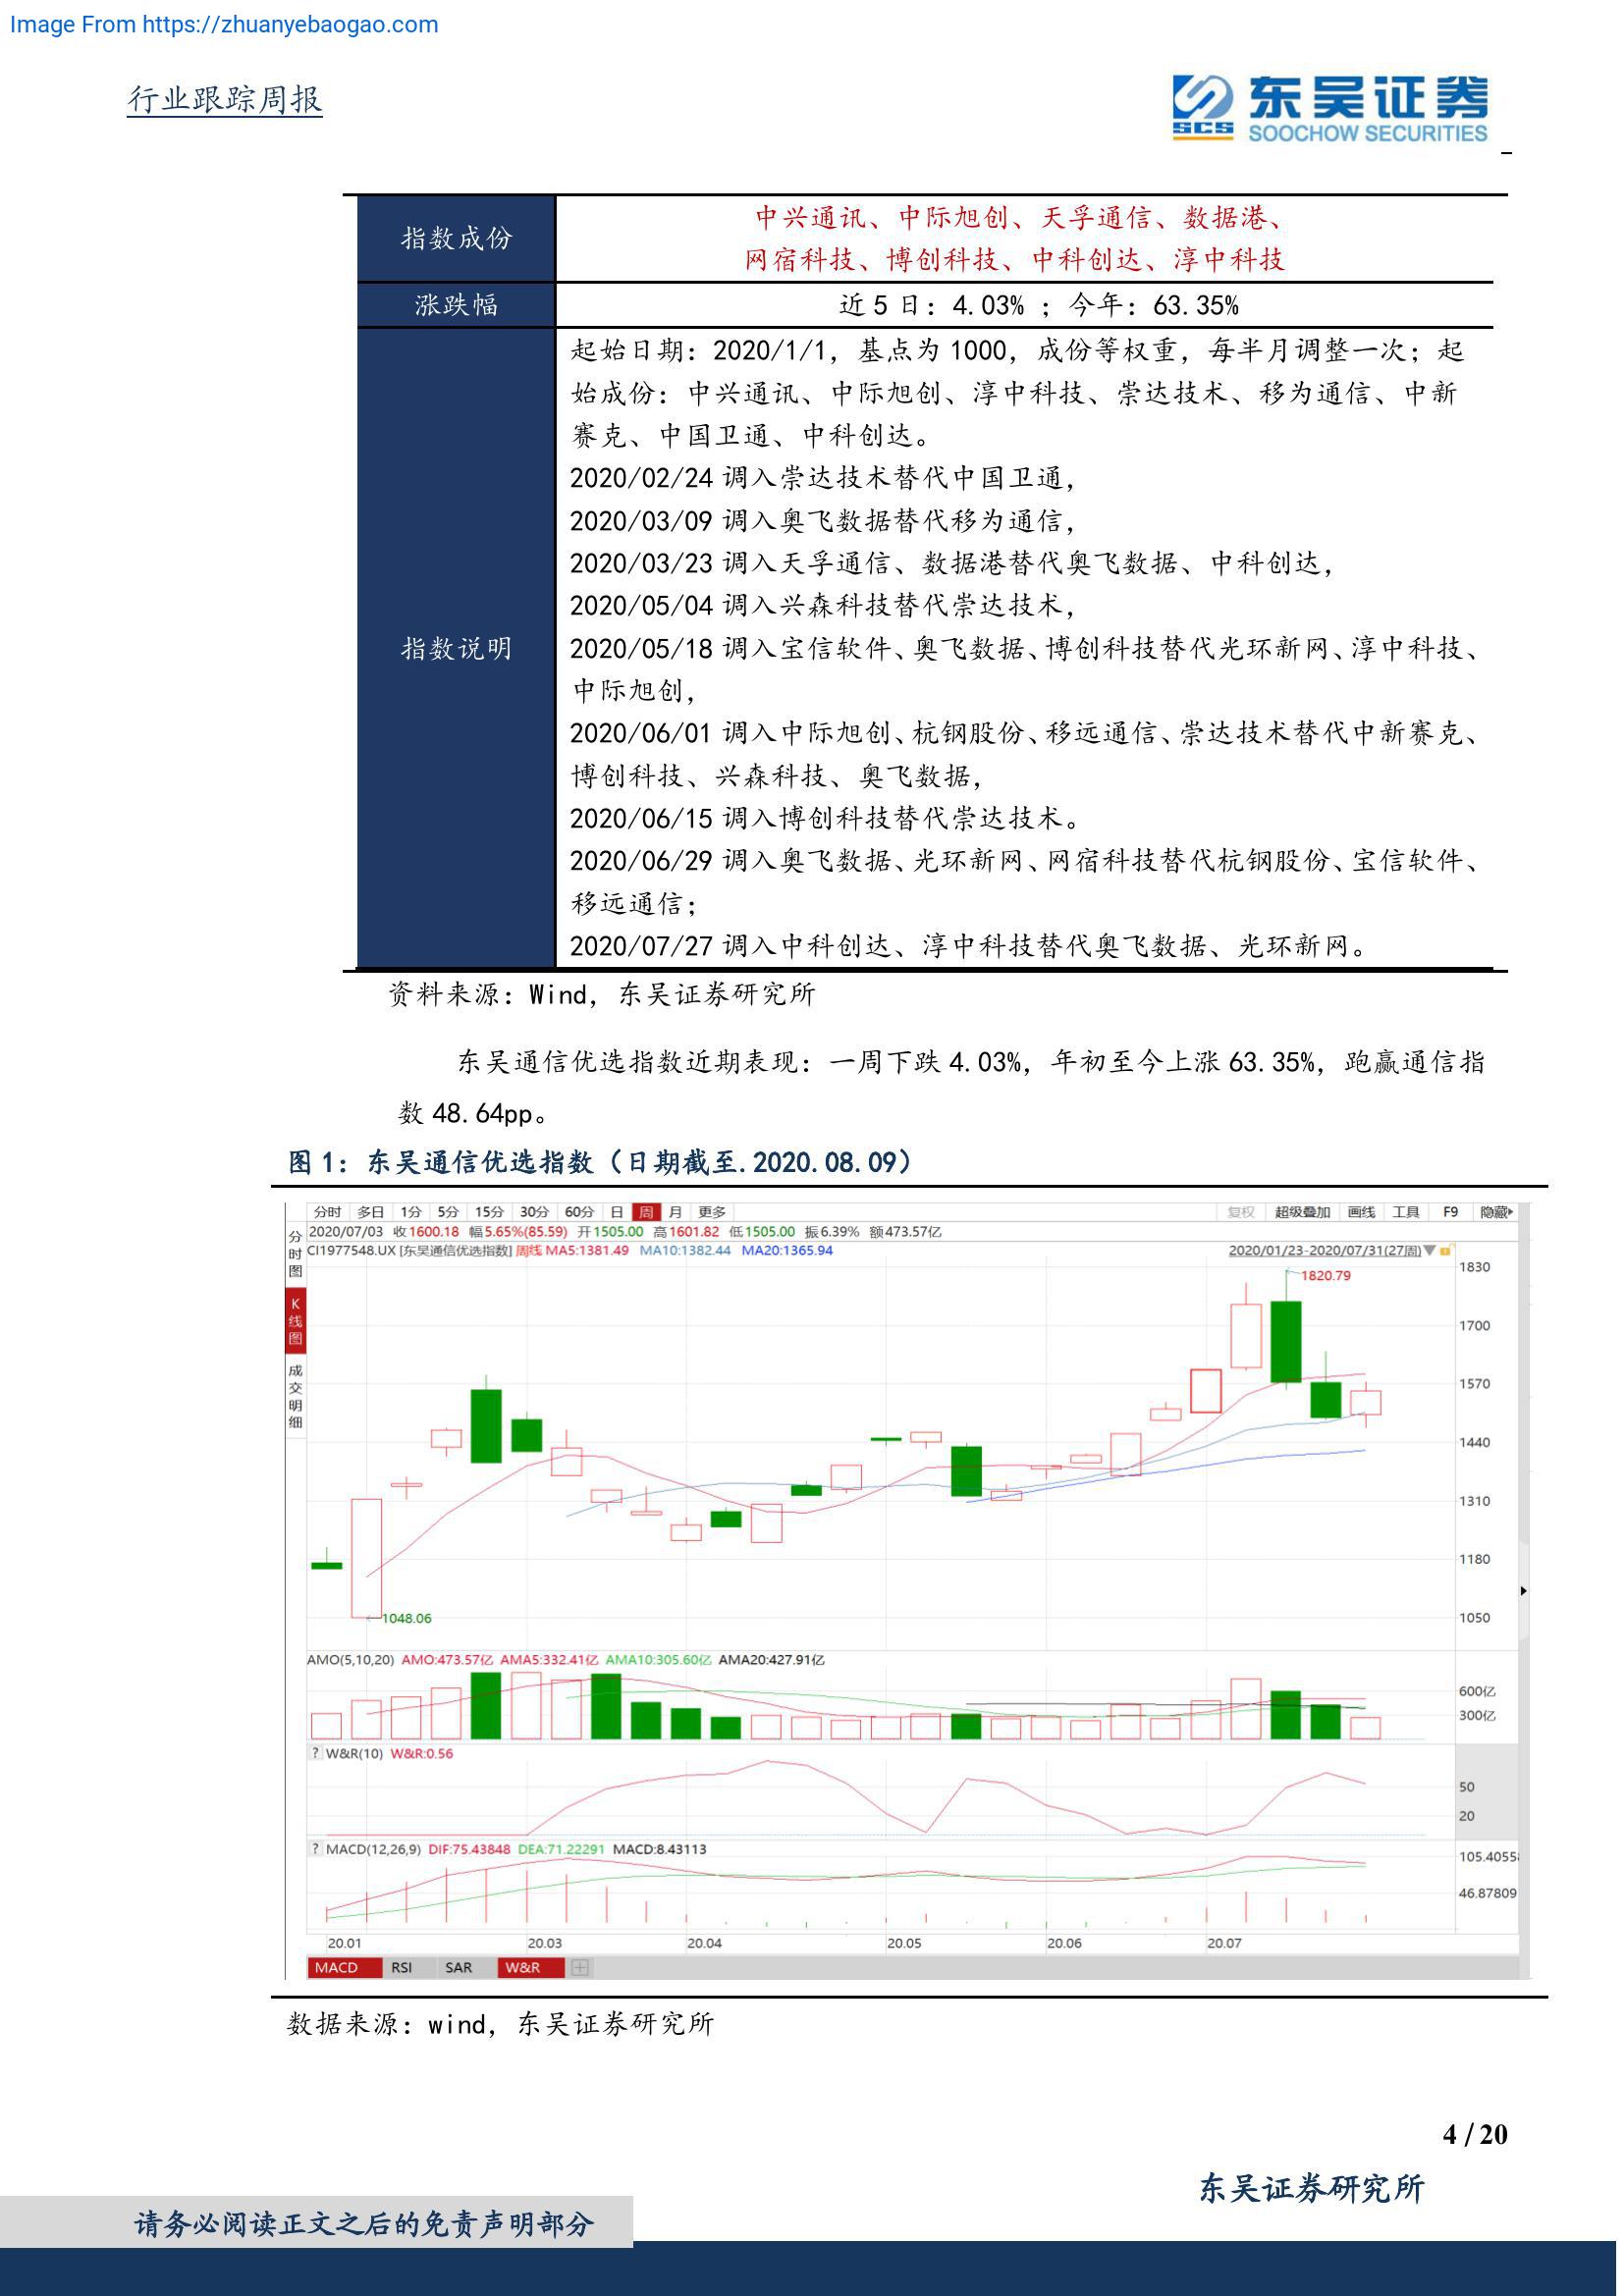 Image From https://zhuanyebaogao.com
行业跟踪周报
SCS
东吴证券
SOOCHOW SECURITIES
指数成份
中兴通讯、中际旭创、天孚通信、数据港、
网宿科技、博创科技、中科创达、淳中科技
涨跌幅
近 5 日：4.03% ；今年：63.35%
指数说明
起始日期：2020/1/1，基点为 1000，成份等权重，每半月调整一次；起
始成份：中兴通讯、中际旭创、淳中科技、崇达技术、移为通信、中新
赛克、中国卫通、中科创达。
2020/02/24 调入崇达技术替代中国卫通，
2020/03/09 调入奥飞数据替代移为通信，
2020/03/23 调入天孚通信、数据港替代奥飞数据、中科创达，
2020/05/04 调入兴森科技替代崇达技术，
2020/05/18 调入宝信软件、奥飞数据、博创科技替代光环新网、淳中科技、
中际旭创，
2020/06/01 调入中际旭创、杭钢股份、移远通信、崇达技术替代中新赛克、
博创科技、兴森科技、奥飞数据，
2020/06/15 调入博创科技替代崇达技术。
2020/06/29 调入奥飞数据、光环新网、网宿科技替代杭钢股份、宝信软件、
移远通信；
2020/07/27 调入中科创达、淳中科技替代奥飞数据、光环新网。
资料来源：Wind，东吴证券研究所
东吴通信优选指数近期表现：一周下跌 4.03%，年初至今上涨 63.35%，跑赢通信指
数 48.64pp。
图 1：东吴通信优选指数（日期截至.2020.08.09）
分时 多日 1分 5分 15分 30分 60分 日 周 月 更多 复权 超级叠加 画线 工具 F9 隐藏
2020/07/03 收1600.18 幅5.65%(85.59) 开1505.00 高1601.82 低1505.00 振6.39% 额473.57亿
CI1977548.UX [东吴通信优选指数] 周线 MA5:1381.49 MA10:1382.44 MA20:1365.94 2020/01/23-2020/07/31(27周)
分时图
K线图
成交明细
1820.79
1048.06
1830
1700
1570
1440
1310
1180
1050
AMO(5,10,20) AMO:473.57亿 AMA5:332.41亿 AMA10:305.60亿 AMA20:427.91亿
600亿
300亿
? W&R(10) W&R:0.56
50
20
? MACD(12,26,9) DIF:75.43848 DEA:71.22291 MACD:8.43113
105.4055
46.87809
20.01 20.03 20.04 20.05 20.06 20.07
MACD RSI SAR W&R
数据来源：wind，东吴证券研究所
4 / 20
东吴证券研究所
请务必阅读正文之后的免责声明部分